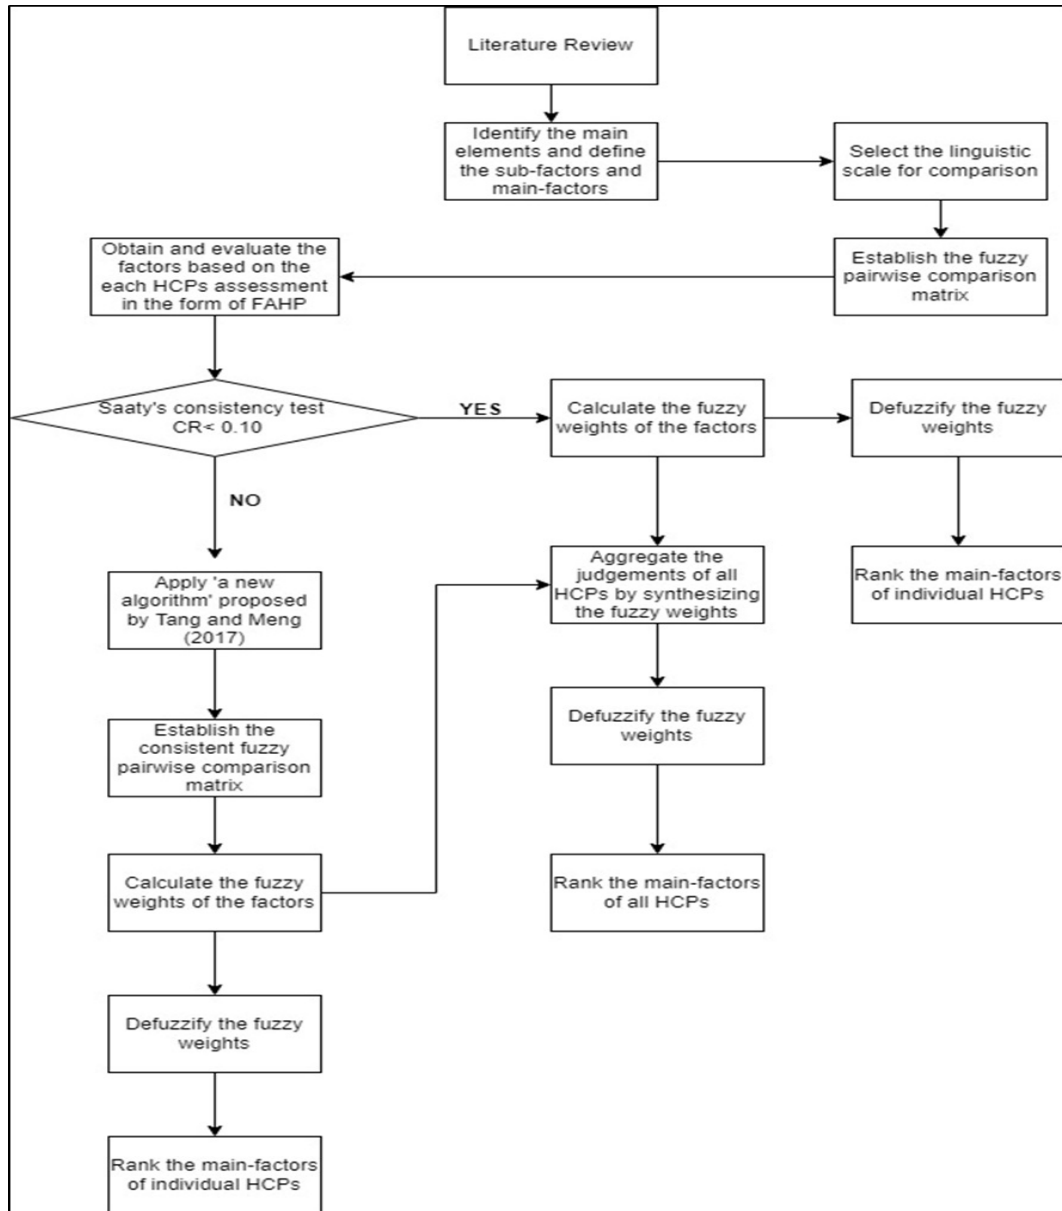 Literature Review
Identify the main
elements and define
the sub-factors and
main-factors
Select the linguistic
scale for comparison
Establish the fuzzy
pairwise comparison
matrix
Obtain and evaluate the
factors based on the
each HCPs assessment
in the form of FAHP
Saaty's consistency test
CR< 0.10
YES
Calculate the fuzzy
weights of the factors
Defuzzify the fuzzy
weights
NO
Apply 'a new
algorithm' proposed
by Tang and Meng
(2017)
Aggregate the
judgements of all
HCPs by synthesizing
the fuzzy weights
Rank the main-factors
of individual HCPs
Establish the
consistent fuzzy
pairwise comparison
matrix
Defuzzify the fuzzy
weights
Calculate the fuzzy
weights of the factors
Rank the main-factors
of all HCPs
Defuzzify the fuzzy
weights
Rank the main-factors
of individual HCPs